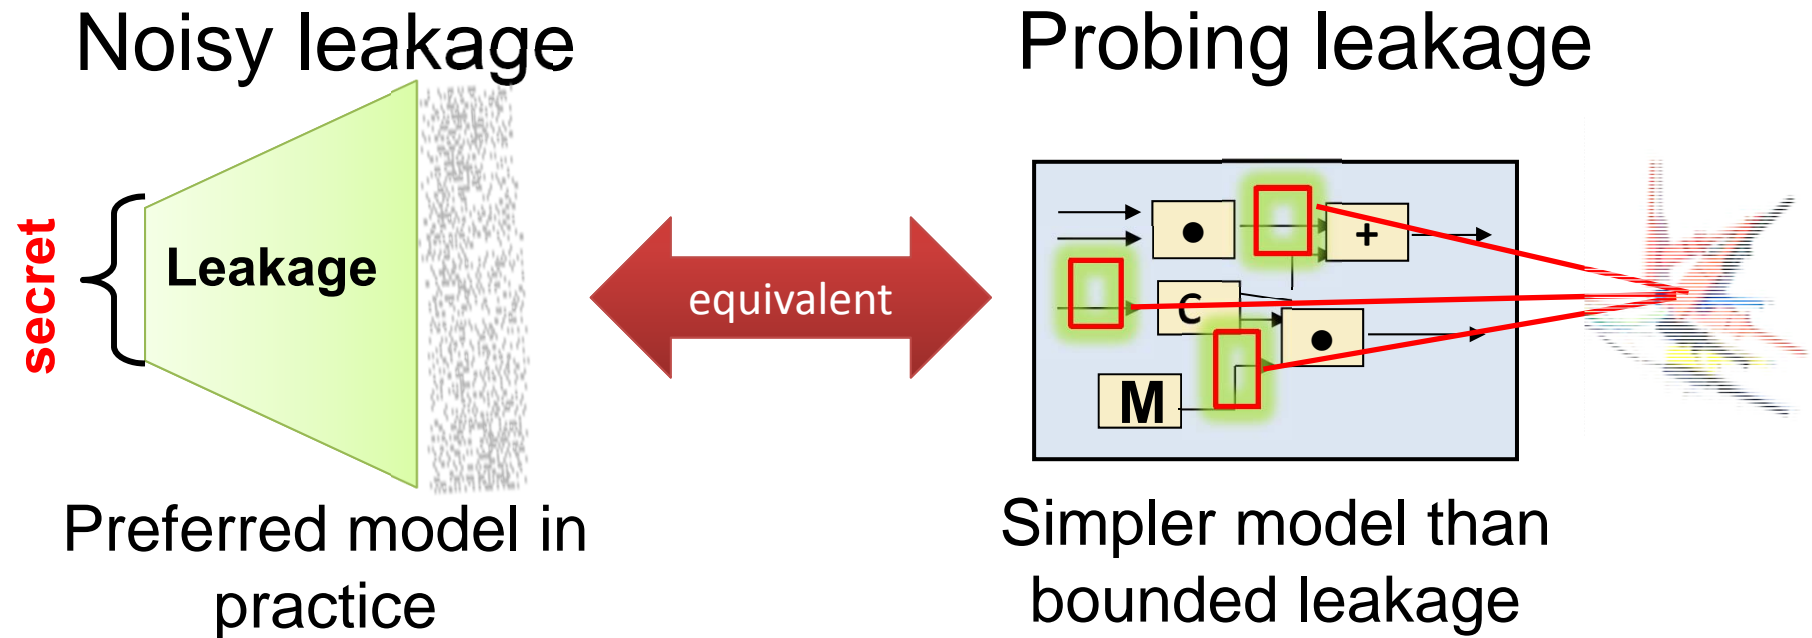 Noisy leakage
Probing leakage
secret
Leakage
equivalent
●
+
C
●
M
Preferred model in
practice
Simpler model than
bounded leakage